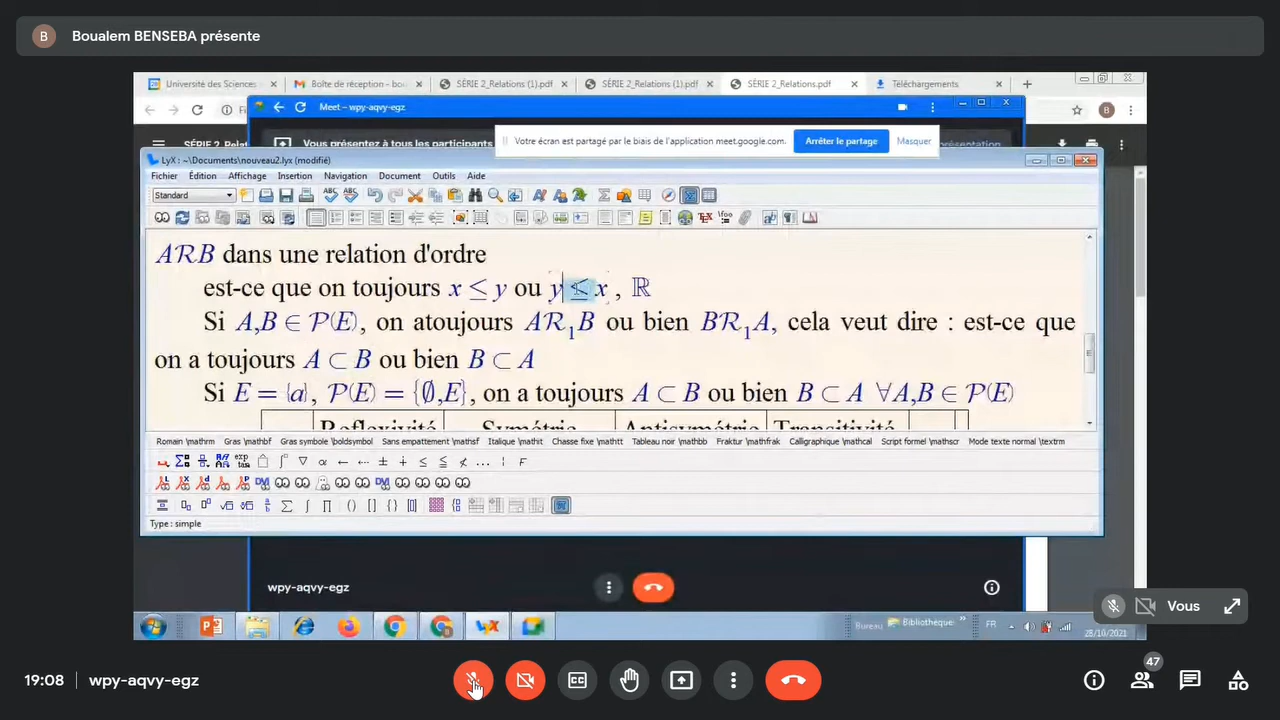 B Boualem BENSEBA présente
Université des Sciences
Boîte de réception - bou
SÉRIE 2_Relations (1).pdf
SÉRIE 2_Relations (1).pdf
SÉRIE 2_Relations.pdf
Téléchargements
Meet – wpy-aqvy-egz
Vous présentez à tous les participants
Votre écran est partagé par le biais de l'application meet.google.com.
Arrêter le partage
Masquer
LyX : ~\Documents\nouveau2.lyx (modifié)
Fichier Édition Affichage Insertion Navigation Document Outils Aide
Standard
ARB dans une relation d'ordre
est-ce que on toujours x ≤ y ou y ≤ x , ℝ
Si A,B ∈ P(E), on atoujours AR₁B ou bien BR₁A, cela veut dire : est-ce que
on a toujours A ⊂ B ou bien B ⊂ A
Si E = {a}, P(E) = {∅,E}, on a toujours A ⊂ B ou bien B ⊂ A ∀A,B ∈ P(E)
Reflexivité Symétrie Antisymétrie Transitivité
Romain \mathrm Gras \mathbf Gras symbole \boldsymbol Sans empattement \mathsf Italique \mathit Chasse fixe \mathtt Tableau noir \mathbb Fraktur \mathfrak Calligraphique \mathcal Script formel \mathscr Mode texte normal \textrm
Type : simple
wpy-aqvy-egz
Bureau Bibliothèque FR
28/10/2021
Vous
19:08 wpy-aqvy-egz
47